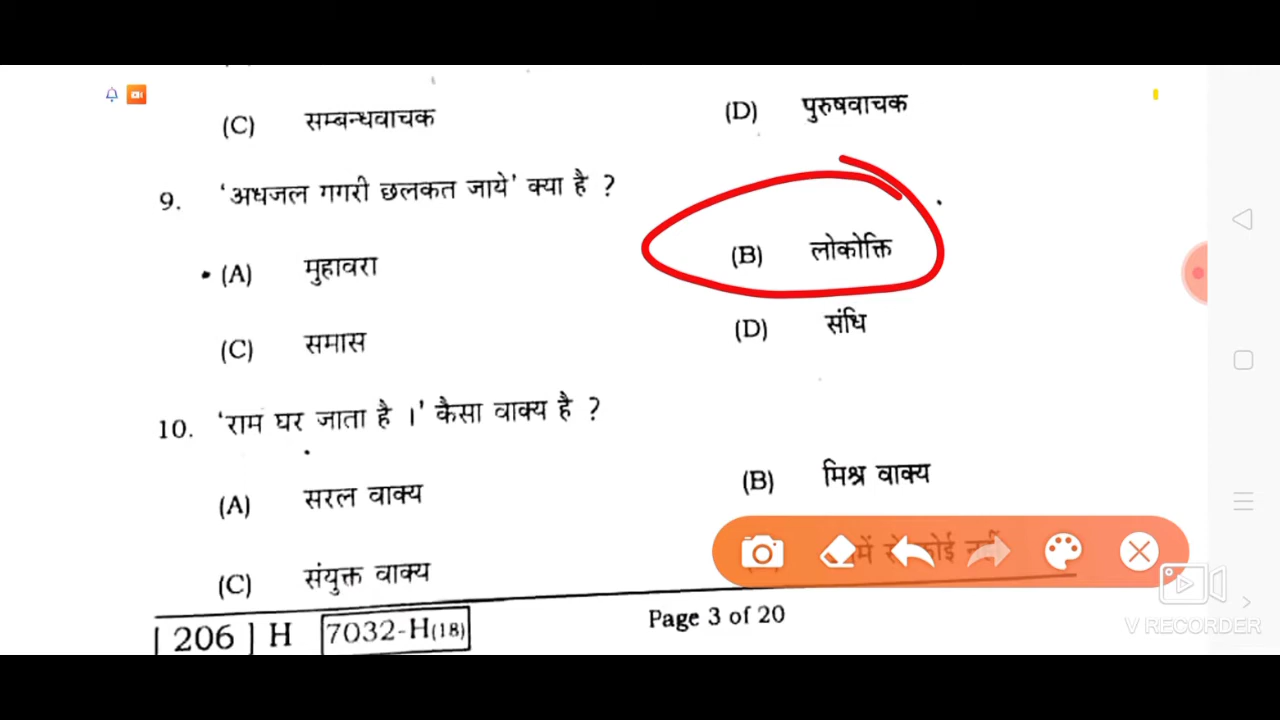 (C) सम्बन्धवाचक (D) पुरुषवाचक
9. 'अधजल गगरी छलकत जाये' क्या है ?
(A) मुहावरा (B) लोकोक्ति
(C) समास (D) संधि
10. 'राम घर जाता है ।' कैसा वाक्य है ?
(A) सरल वाक्य (B) मिश्र वाक्य
(C) संयुक्त वाक्य
206 H 7032-H(18) Page 3 of 20
V RECORDER